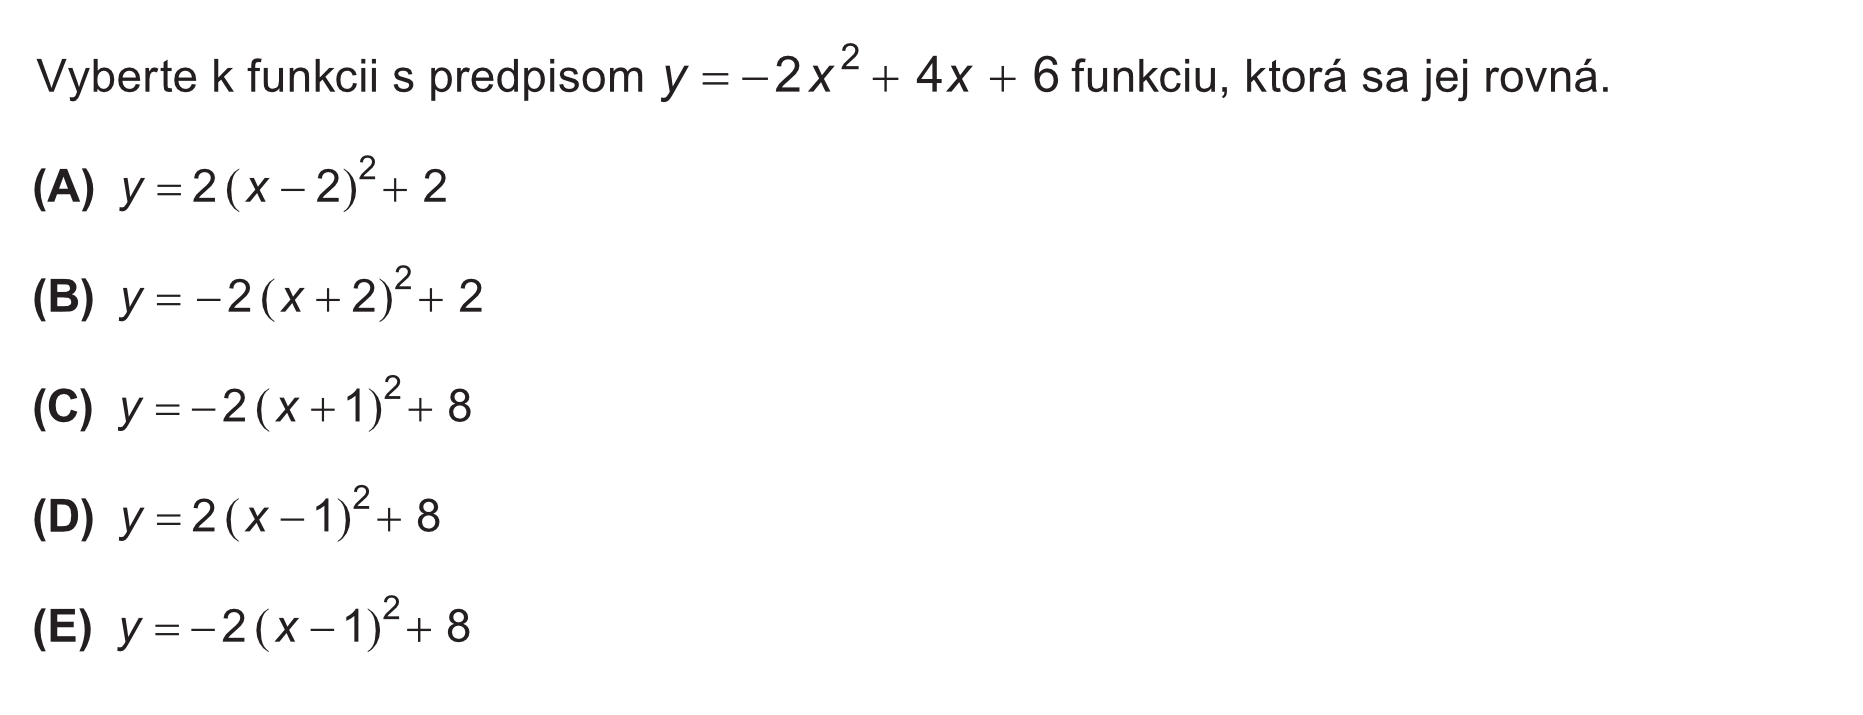 Vyberte k funkcii s predpisom y = −2x² + 4x + 6 funkciu, ktorá sa jej rovná.
(A) y = 2(x − 2)² + 2
(B) y = −2(x + 2)² + 2
(C) y = −2(x + 1)² + 8
(D) y = 2(x − 1)² + 8
(E) y = −2(x − 1)² + 8